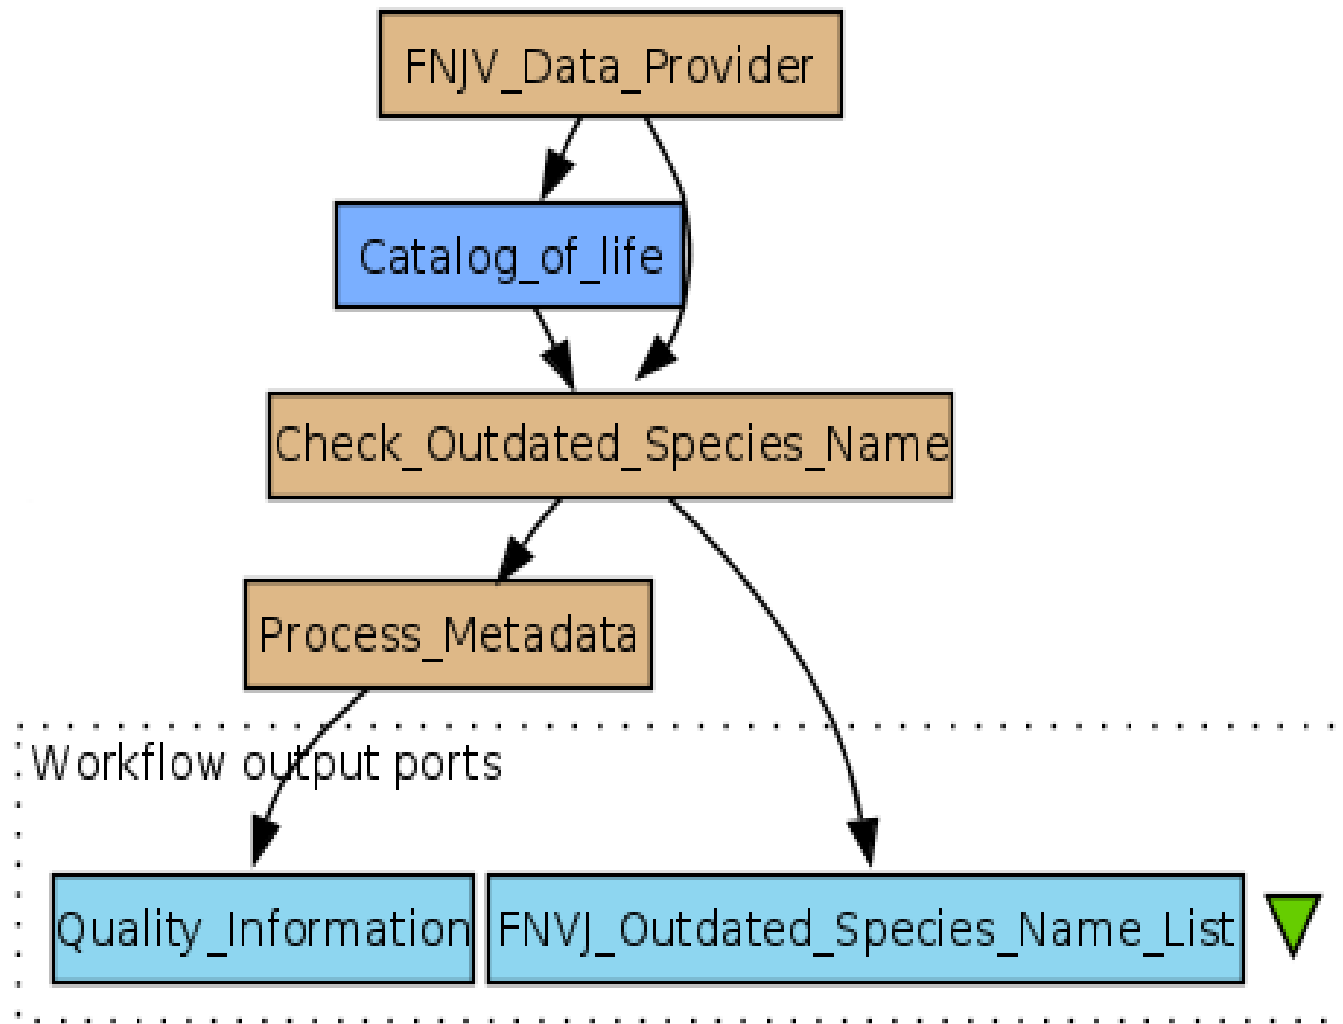 FNJV_Data_Provider
Catalog_of_life
Check_Outdated_Species_Name
Process_Metadata
Workflow output ports
Quality_Information
FNVJ_Outdated_Species_Name_List